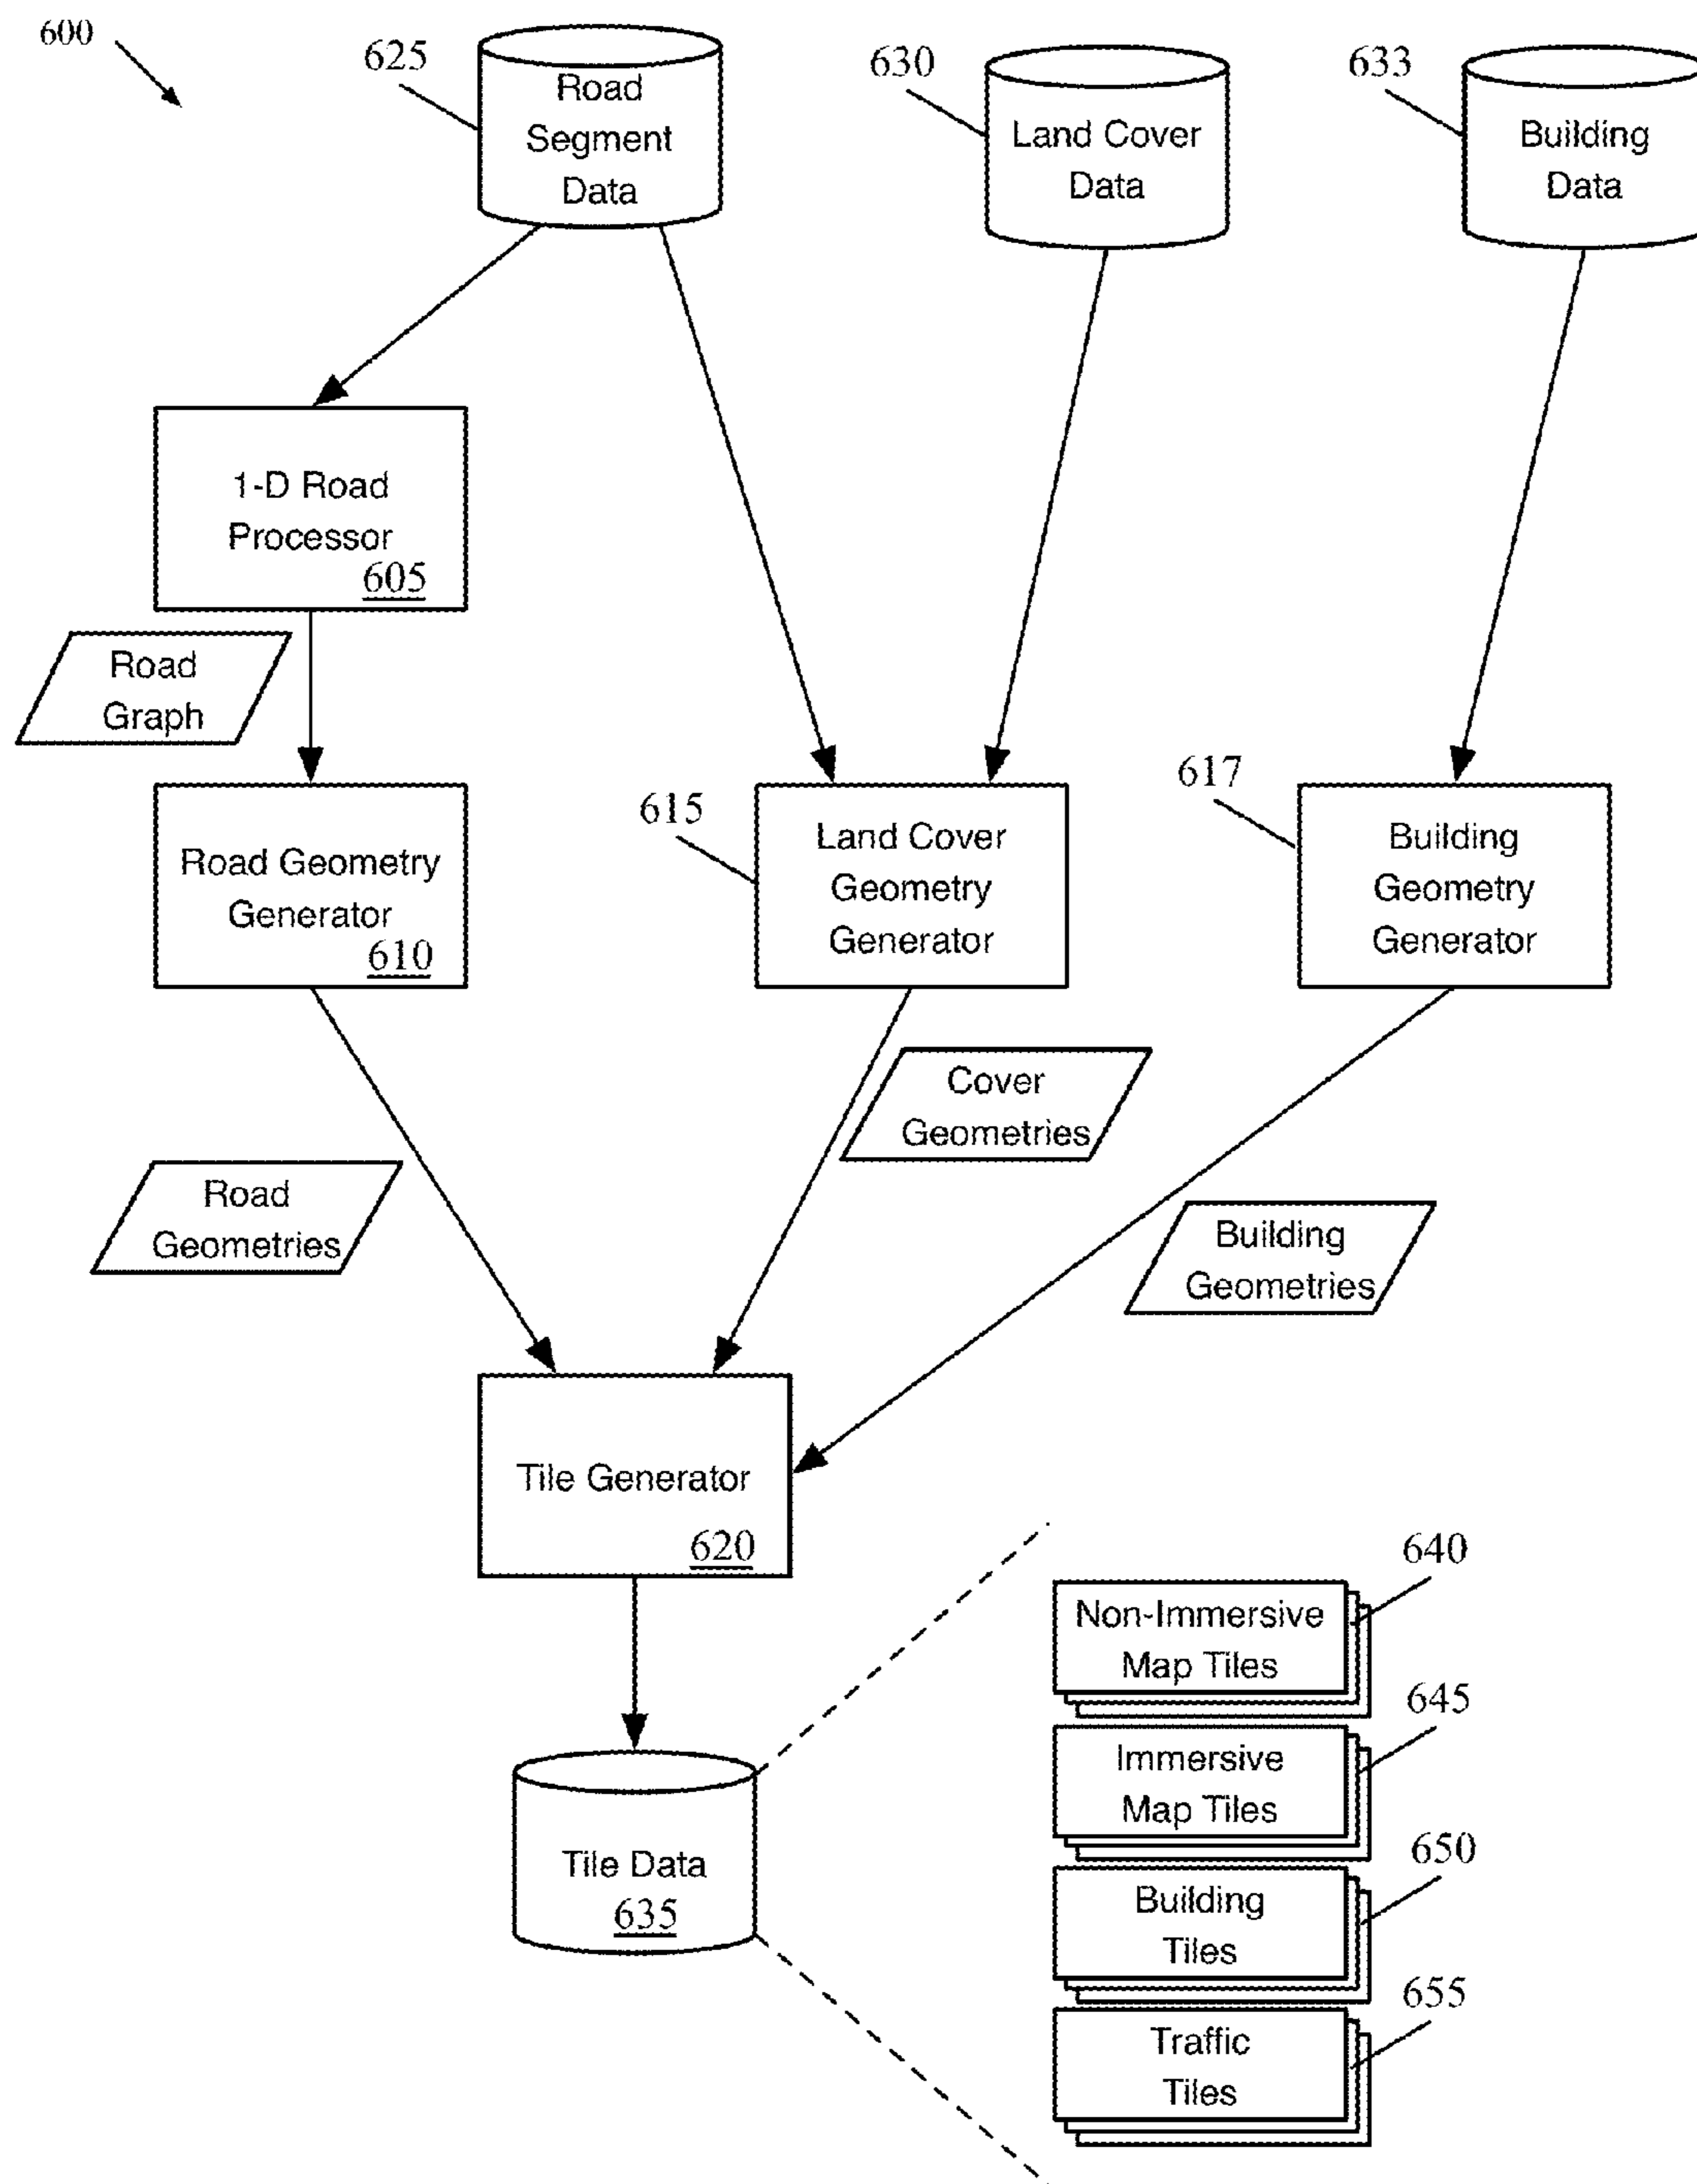 600
625
Road
Segment
Data
630
Land Cover
Data
633
Building
Data
1-D Road
Processor
605
Road
Graph
Road Geometry
Generator
610
615
Land Cover
Geometry
Generator
617
Building
Geometry
Generator
Cover
Geometries
Road
Geometries
Building
Geometries
Tile Generator
620
640
Non-Immersive
Map Tiles
645
Immersive
Map Tiles
Tile Data
635
650
Building
Tiles
655
Traffic
Tiles